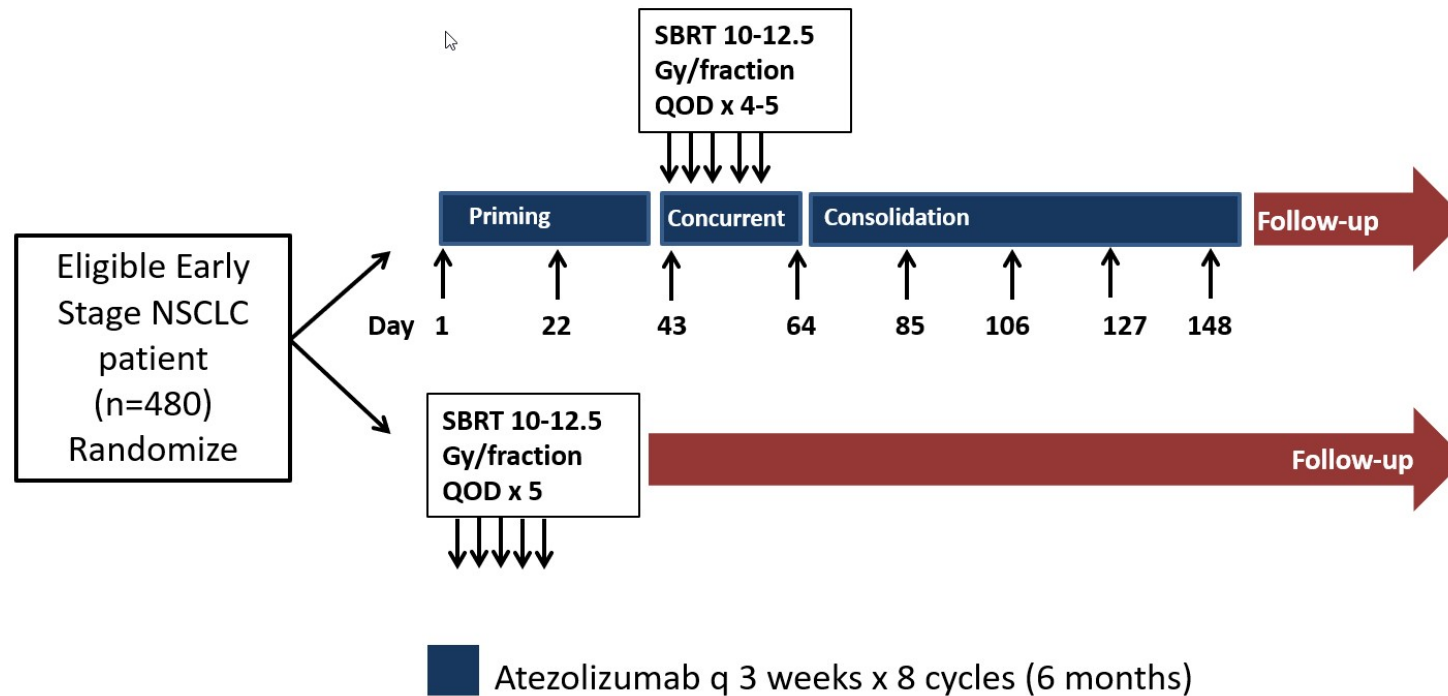 SBRT 10-12.5
Gy/fraction
QOD x 4-5
Priming
Concurrent
Consolidation
Follow-up
Eligible Early
Stage NSCLC
patient
(n=480)
Randomize
Day 1 22 43 64 85 106 127 148
SBRT 10-12.5
Gy/fraction
QOD x 5
Follow-up
Atezolizumab q 3 weeks x 8 cycles (6 months)